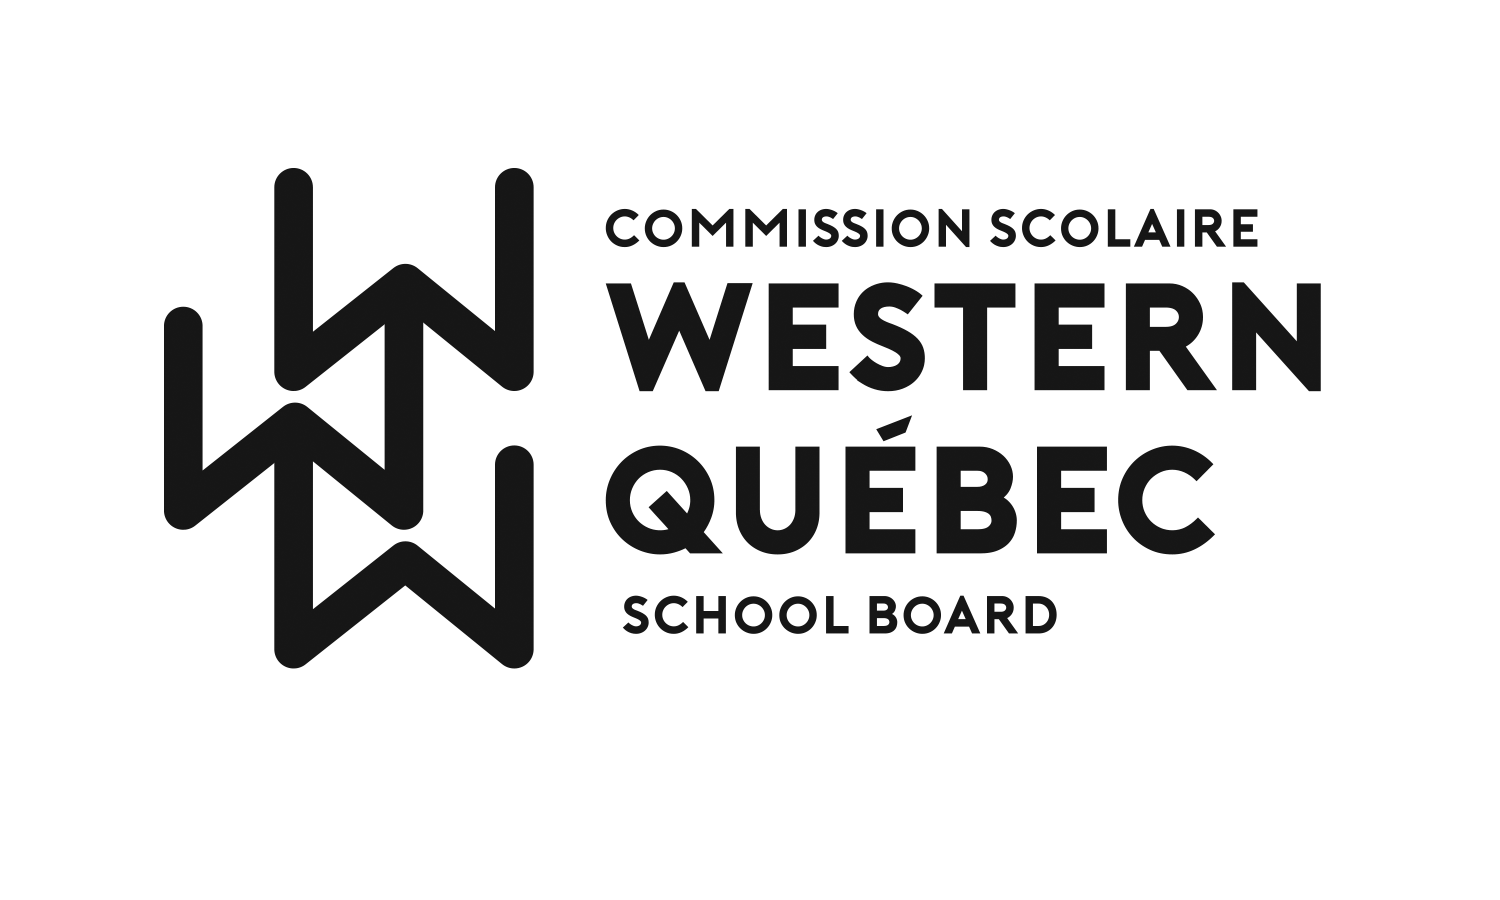 COMMISSION SCOLAIRE
WESTERN
QUÉBEC
SCHOOL BOARD